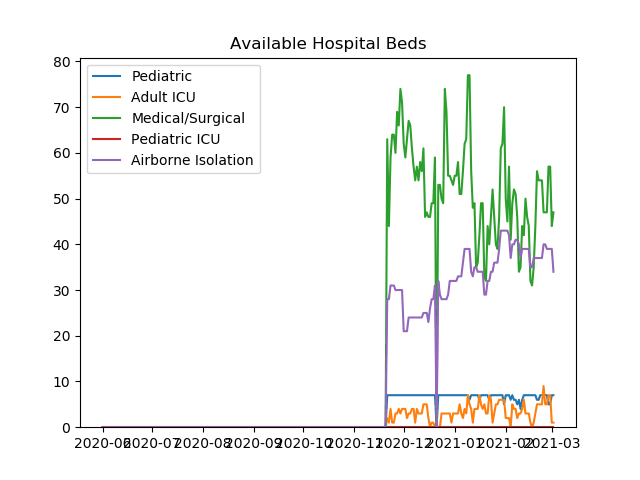 Available Hospital Beds
80
70
60
50
40
30
20
10
0
Pediatric
Adult ICU
Medical/Surgical
Pediatric ICU
Airborne Isolation
2020-06 2020-07 2020-08 2020-09 2020-10 2020-11 2020-12 2021-01 2021-02 2021-03